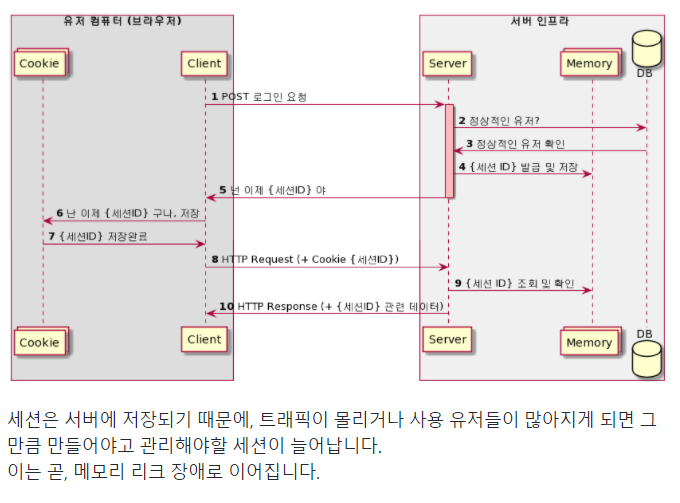 유저 컴퓨터 (브라우저)
서버 인프라
Cookie
Client
Server
Memory
DB
1 POST 로그인 요청
2 정상적인 유저?
3 정상적인 유저 확인
4 {세션 ID} 발급 및 저장
5 넌 이제 {세션ID} 야
6 난 이제 {세션ID} 구나, 저장
7 {세션ID} 저장완료
8 HTTP Request (+ Cookie {세션ID})
9 {세션 ID} 조회 및 확인
10 HTTP Response (+ {세션ID} 관련 데이터)
Cookie
Client
Server
Memory
DB
세션은 서버에 저장되기 때문에, 트래픽이 몰리거나 사용 유저들이 많아지게 되면 그
만큼 만들어야고 관리해야할 세션이 늘어납니다.
이는 곧, 메모리 리크 장애로 이어집니다.